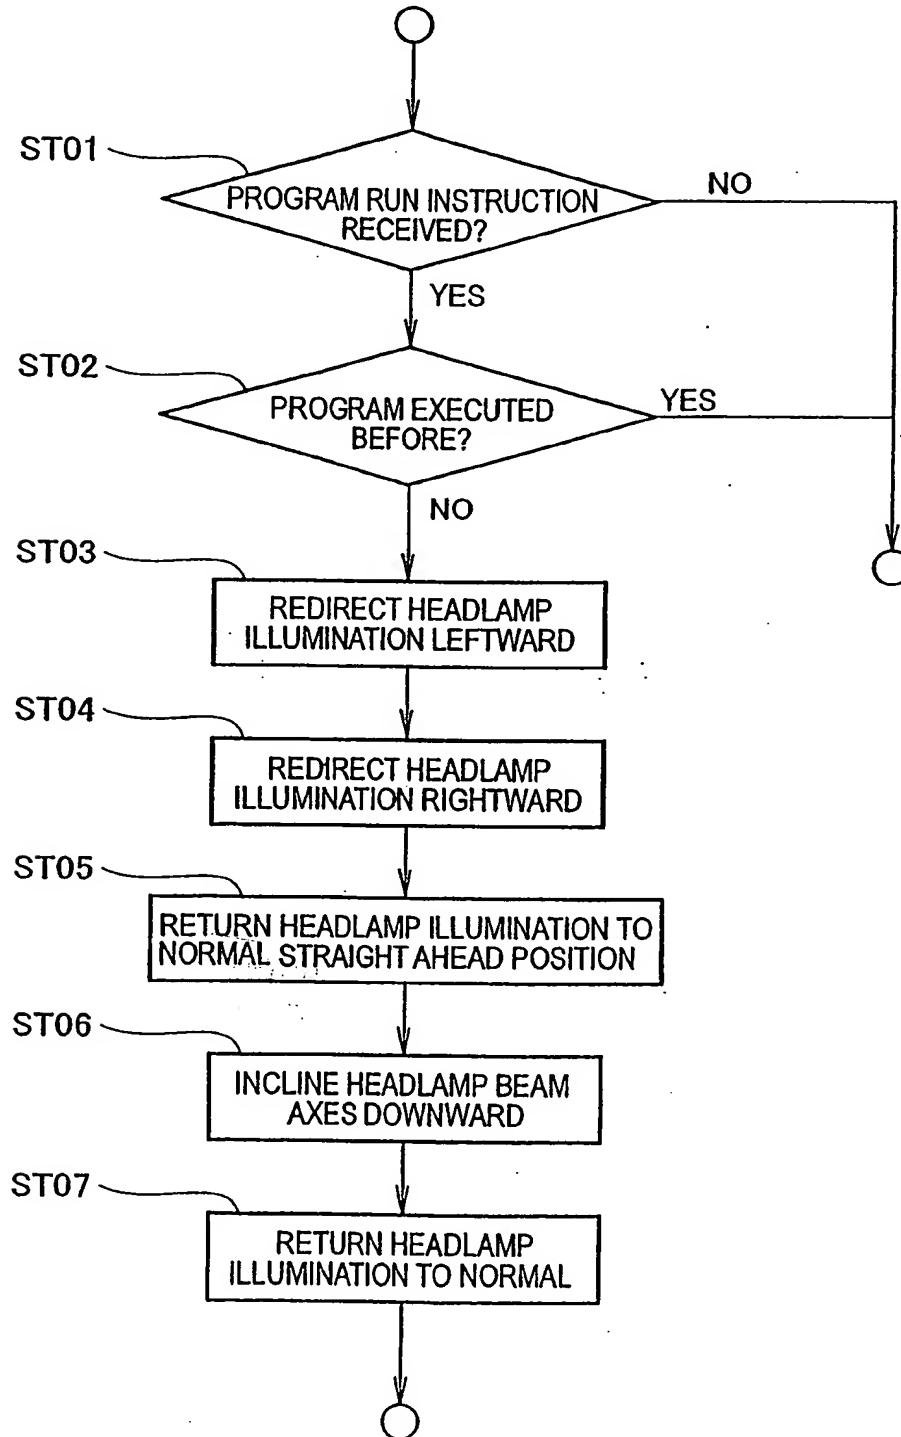 ST01
PROGRAM RUN INSTRUCTION
RECEIVED?
NO
YES
ST02
PROGRAM EXECUTED
BEFORE?
YES
NO
ST03
REDIRECT HEADLAMP
ILLUMINATION LEFTWARD
ST04
REDIRECT HEADLAMP
ILLUMINATION RIGHTWARD
ST05
RETURN HEADLAMP ILLUMINATION TO
NORMAL STRAIGHT AHEAD POSITION
ST06
INCLINE HEADLAMP BEAM
AXES DOWNWARD
ST07
RETURN HEADLAMP
ILLUMINATION TO NORMAL